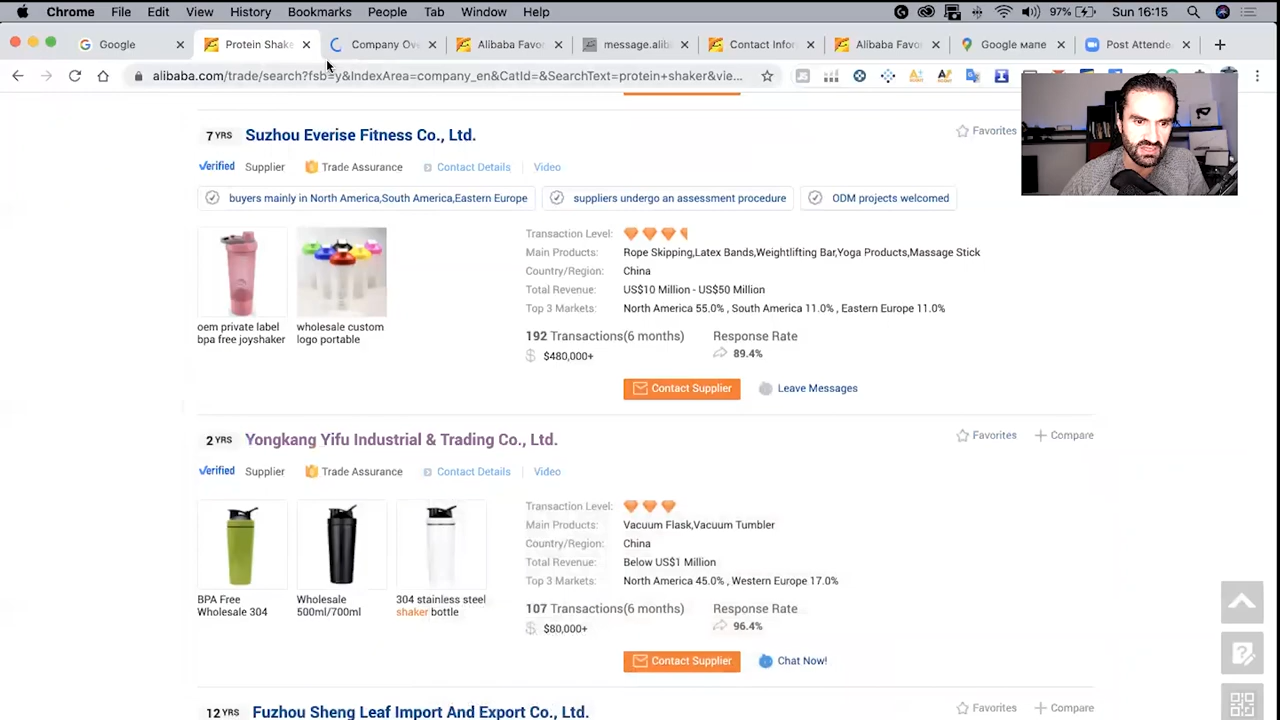 Chrome File Edit View History Bookmarks People Tab Window Help 97% Sun 16:15
Google Protein Shake Company Ov Alibaba Favo message.alib Contact Infor Alibaba Favo Google мапе Post Attende
alibaba.com/trade/search?fsb=y&IndexArea=company_en&CatId=&SearchText=protein+shaker&vie...
7 YRS Suzhou Everise Fitness Co., Ltd. Favorites
Verified Supplier Trade Assurance Contact Details Video
buyers mainly in North America,South America,Eastern Europe suppliers undergo an assessment procedure ODM projects welcomed
Transaction Level:
Main Products: Rope Skipping,Latex Bands,Weightlifting Bar,Yoga Products,Massage Stick
Country/Region: China
Total Revenue: US$10 Million - US$50 Million
Top 3 Markets: North America 55.0% , South America 11.0% , Eastern Europe 11.0%
oem private label
bpa free joyshaker
wholesale custom
logo portable
192 Transactions(6 months) Response Rate
$480,000+ 89.4%
Contact Supplier Leave Messages
2 YRS Yongkang Yifu Industrial & Trading Co., Ltd. Favorites Compare
Verified Supplier Trade Assurance Contact Details Video
Transaction Level:
Main Products: Vacuum Flask,Vacuum Tumbler
Country/Region: China
Total Revenue: Below US$1 Million
Top 3 Markets: North America 45.0% , Western Europe 17.0%
BPA Free
Wholesale 304
Wholesale
500ml/700ml
304 stainless steel
shaker bottle
107 Transactions(6 months) Response Rate
$80,000+ 96.4%
Contact Supplier Chat Now!
12 YRS Fuzhou Sheng Leaf Import And Export Co., Ltd. Favorites Compare